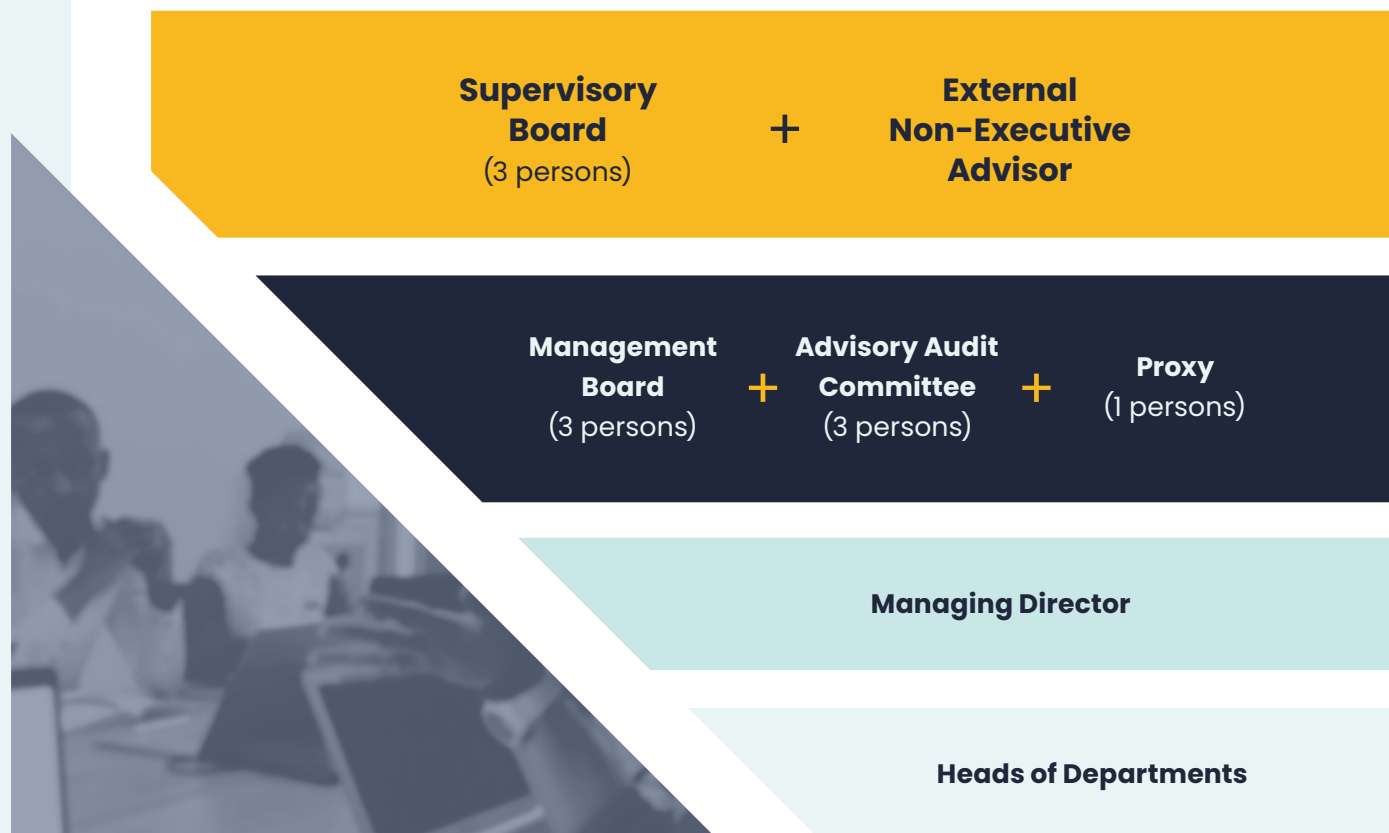 Supervisory
Board
(3 persons)
+
External
Non-Executive
Advisor
Management
Board
(3 persons)
+
Advisory Audit
Committee
(3 persons)
+
Proxy
(1 persons)
Managing Director
Heads of Departments